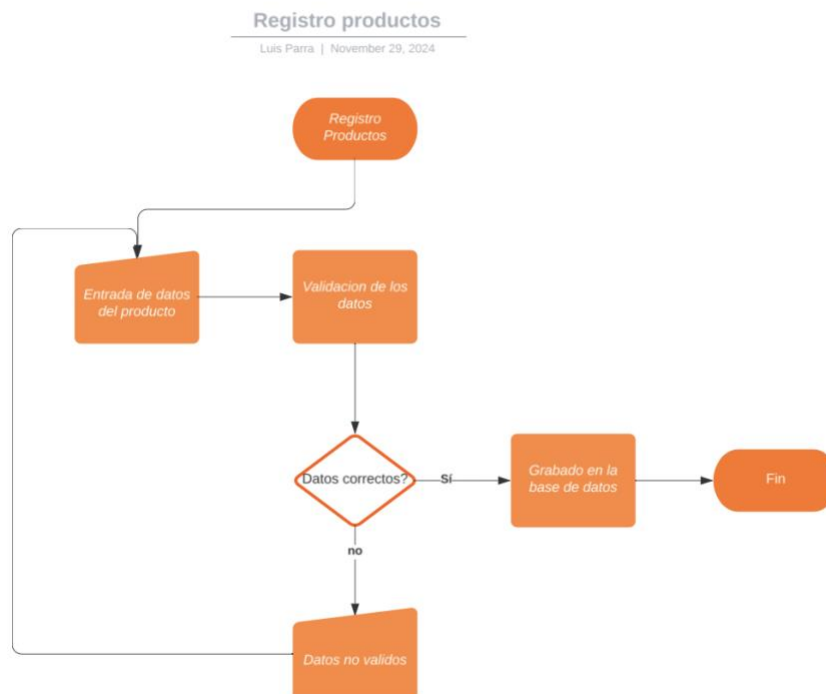 Registro productos
Luis Parra | November 29, 2024
Registro
Productos
Entrada de datos
del producto
Validacion de los
datos
Datos correctos?
Sí
Grabado en la
base de datos
Fin
no
Datos no validos